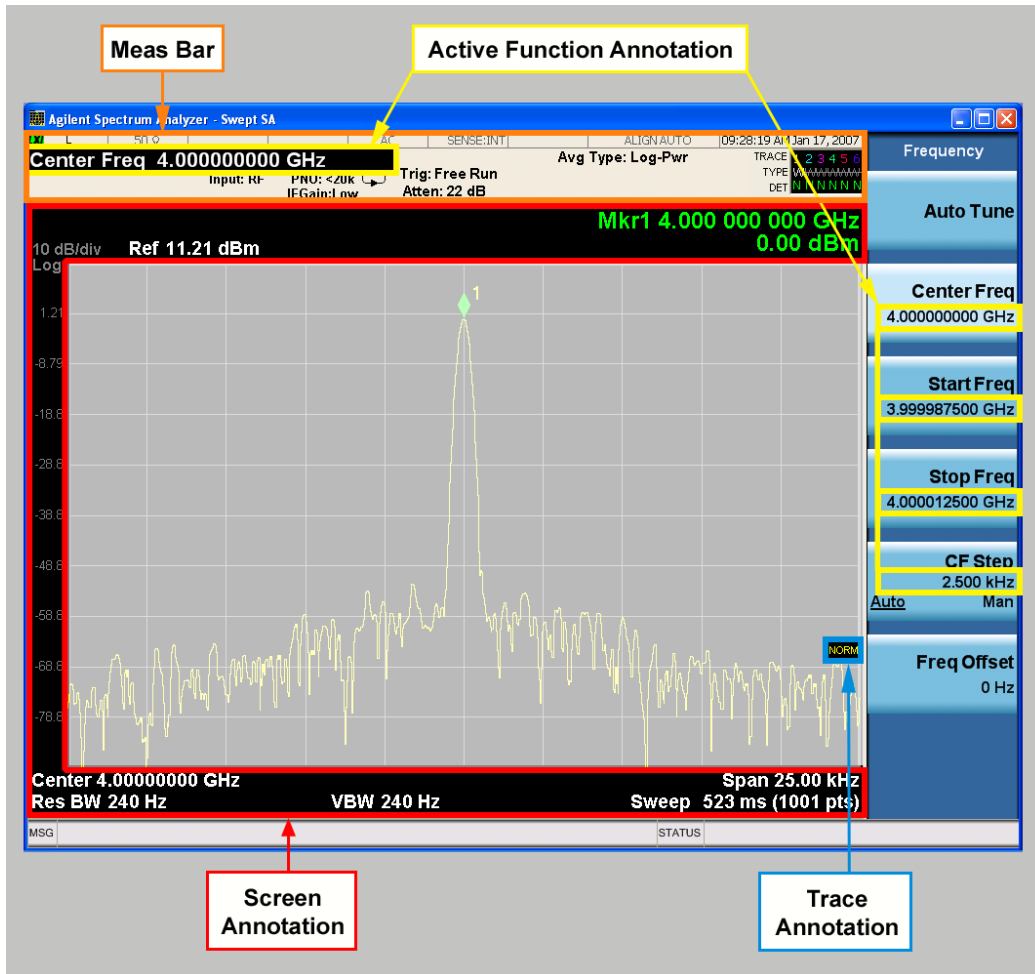 Meas Bar
Active Function Annotation
Agilent Spectrum Analyzer - Swept SA
L
AC
SENSE:INT
ALIGN AUTO
09:28:19 AM Jan 17, 2007
Center Freq 4.000000000 GHz
Input: RF
PNO: <20k
IFGain:Low
Trig: Free Run
Atten: 22 dB
Avg Type: Log-Pwr
TRACE 1 2 3 4 5 6
TYPE
DET N N N N N N
Frequency
Auto Tune
Center Freq
4.000000000 GHz
Start Freq
3.999987500 GHz
Stop Freq
4.000012500 GHz
CF Step
2.500 kHz
Auto Man
Freq Offset
0 Hz
Mkr1 4.000 000 000 GHz
0.00 dBm
10 dB/div Ref 11.21 dBm
Log
1
1.21
-8.79
-18.8
-28.8
-38.8
-48.8
-58.8
-68.8
-78.8
NORM
Center 4.00000000 GHz
Span 25.00 kHz
Res BW 240 Hz
VBW 240 Hz
Sweep 523 ms (1001 pts)
MSG
STATUS
Screen
Annotation
Trace
Annotation